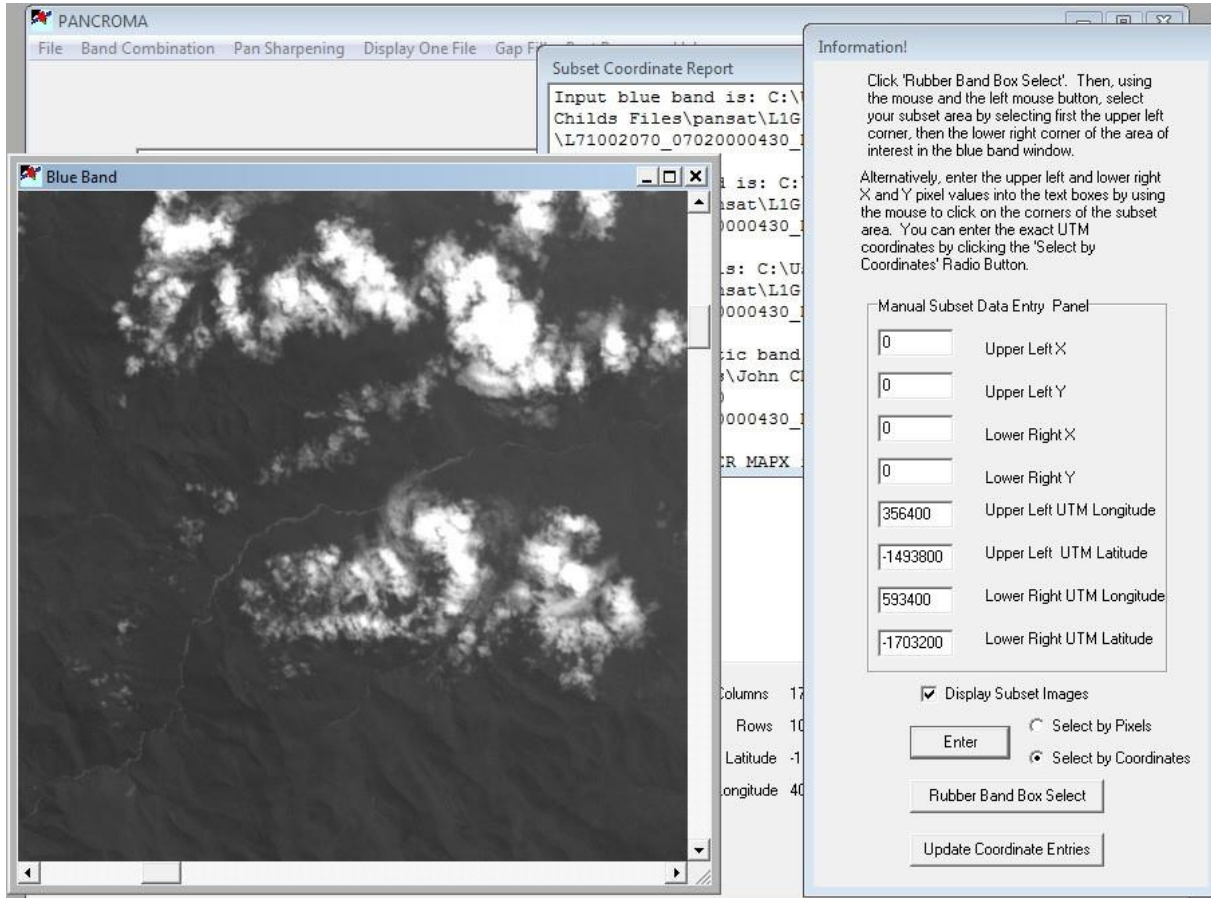 PANCROMA
File Band Combination Pan Sharpening Display One File Gap
Subset Coordinate Report
Input blue band is:
Childs Files\pansat\L1G
\L71002070_07020000430_
is: C:
sat\L1G
0000430_
is: C:\U
sat\L1G
0000430_
tic band
\John
0000430_
MAPX
Blue Band
Columns 17
Rows 10
Latitude -1
ongitude 40
Information!
Click 'Rubber Band Box Select'. Then, using
the mouse and the left mouse button, select
your subset area by selecting first the upper left
corner, then the lower right corner of the area of
interest in the blue band window.
Alternatively, enter the upper left and lower right
X and Y pixel values into the text boxes by using
the mouse to click on the corners of the subset
area. You can enter the exact UTM
coordinates by clicking the 'Select by
Coordinates' Radio Button.
Manual Subset Data Entry Panel
0 Upper Left X
0 Upper Left Y
0 Lower Right X
0 Lower Right Y
356400 Upper Left UTM Longitude
-1493800 Upper Left UTM Latitude
593400 Lower Right UTM Longitude
-1703200 Lower Right UTM Latitude
Display Subset Images
Enter
Select by Pixels
Select by Coordinates
Rubber Band Box Select
Update Coordinate Entries